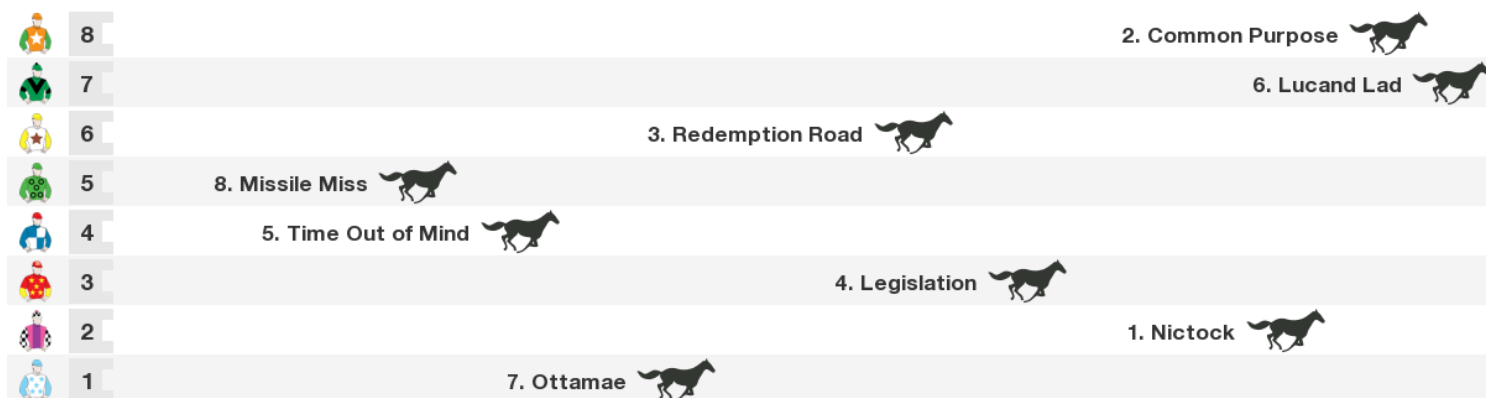 8 2. Common Purpose
7 6. Lucand Lad
6 3. Redemption Road
5 8. Missile Miss
4 5. Time Out of Mind
3 4. Legislation
2 1. Nictock
1 7. Ottamae